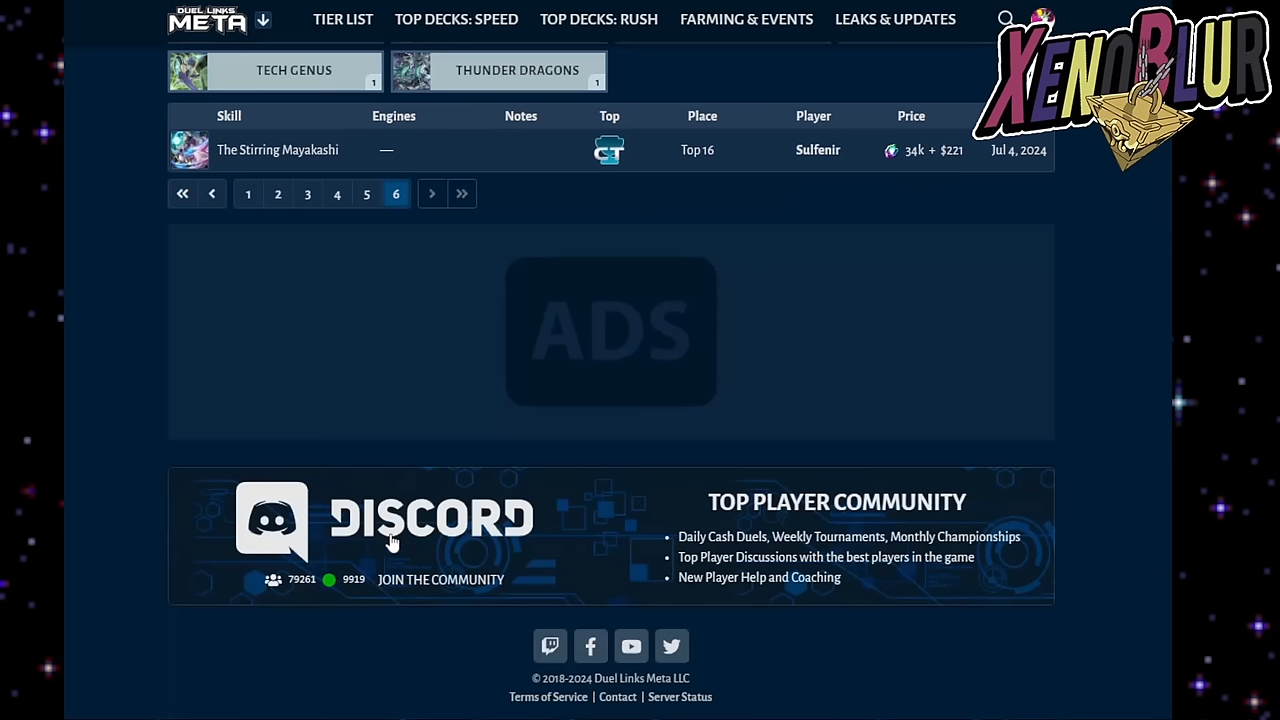 DUEL LINKS
META
TIER LIST
TOP DECKS: SPEED
TOP DECKS: RUSH
FARMING & EVENTS
LEAKS & UPDATES
XENOBLUR
TECH GENUS
1
THUNDER DRAGONS
1
Skill Engines Notes Top Place Player Price
The Stirring Mayakashi — CT Top 16 Sulfenir 34k + $221 Jul 4, 2024
« ‹ 1 2 3 4 5 6 › »
ADS
DISCORD
79261 9919 JOIN THE COMMUNITY
TOP PLAYER COMMUNITY
• Daily Cash Duels, Weekly Tournaments, Monthly Championships
• Top Player Discussions with the best players in the game
• New Player Help and Coaching
© 2018-2024 Duel Links Meta LLC
Terms of Service | Contact | Server Status